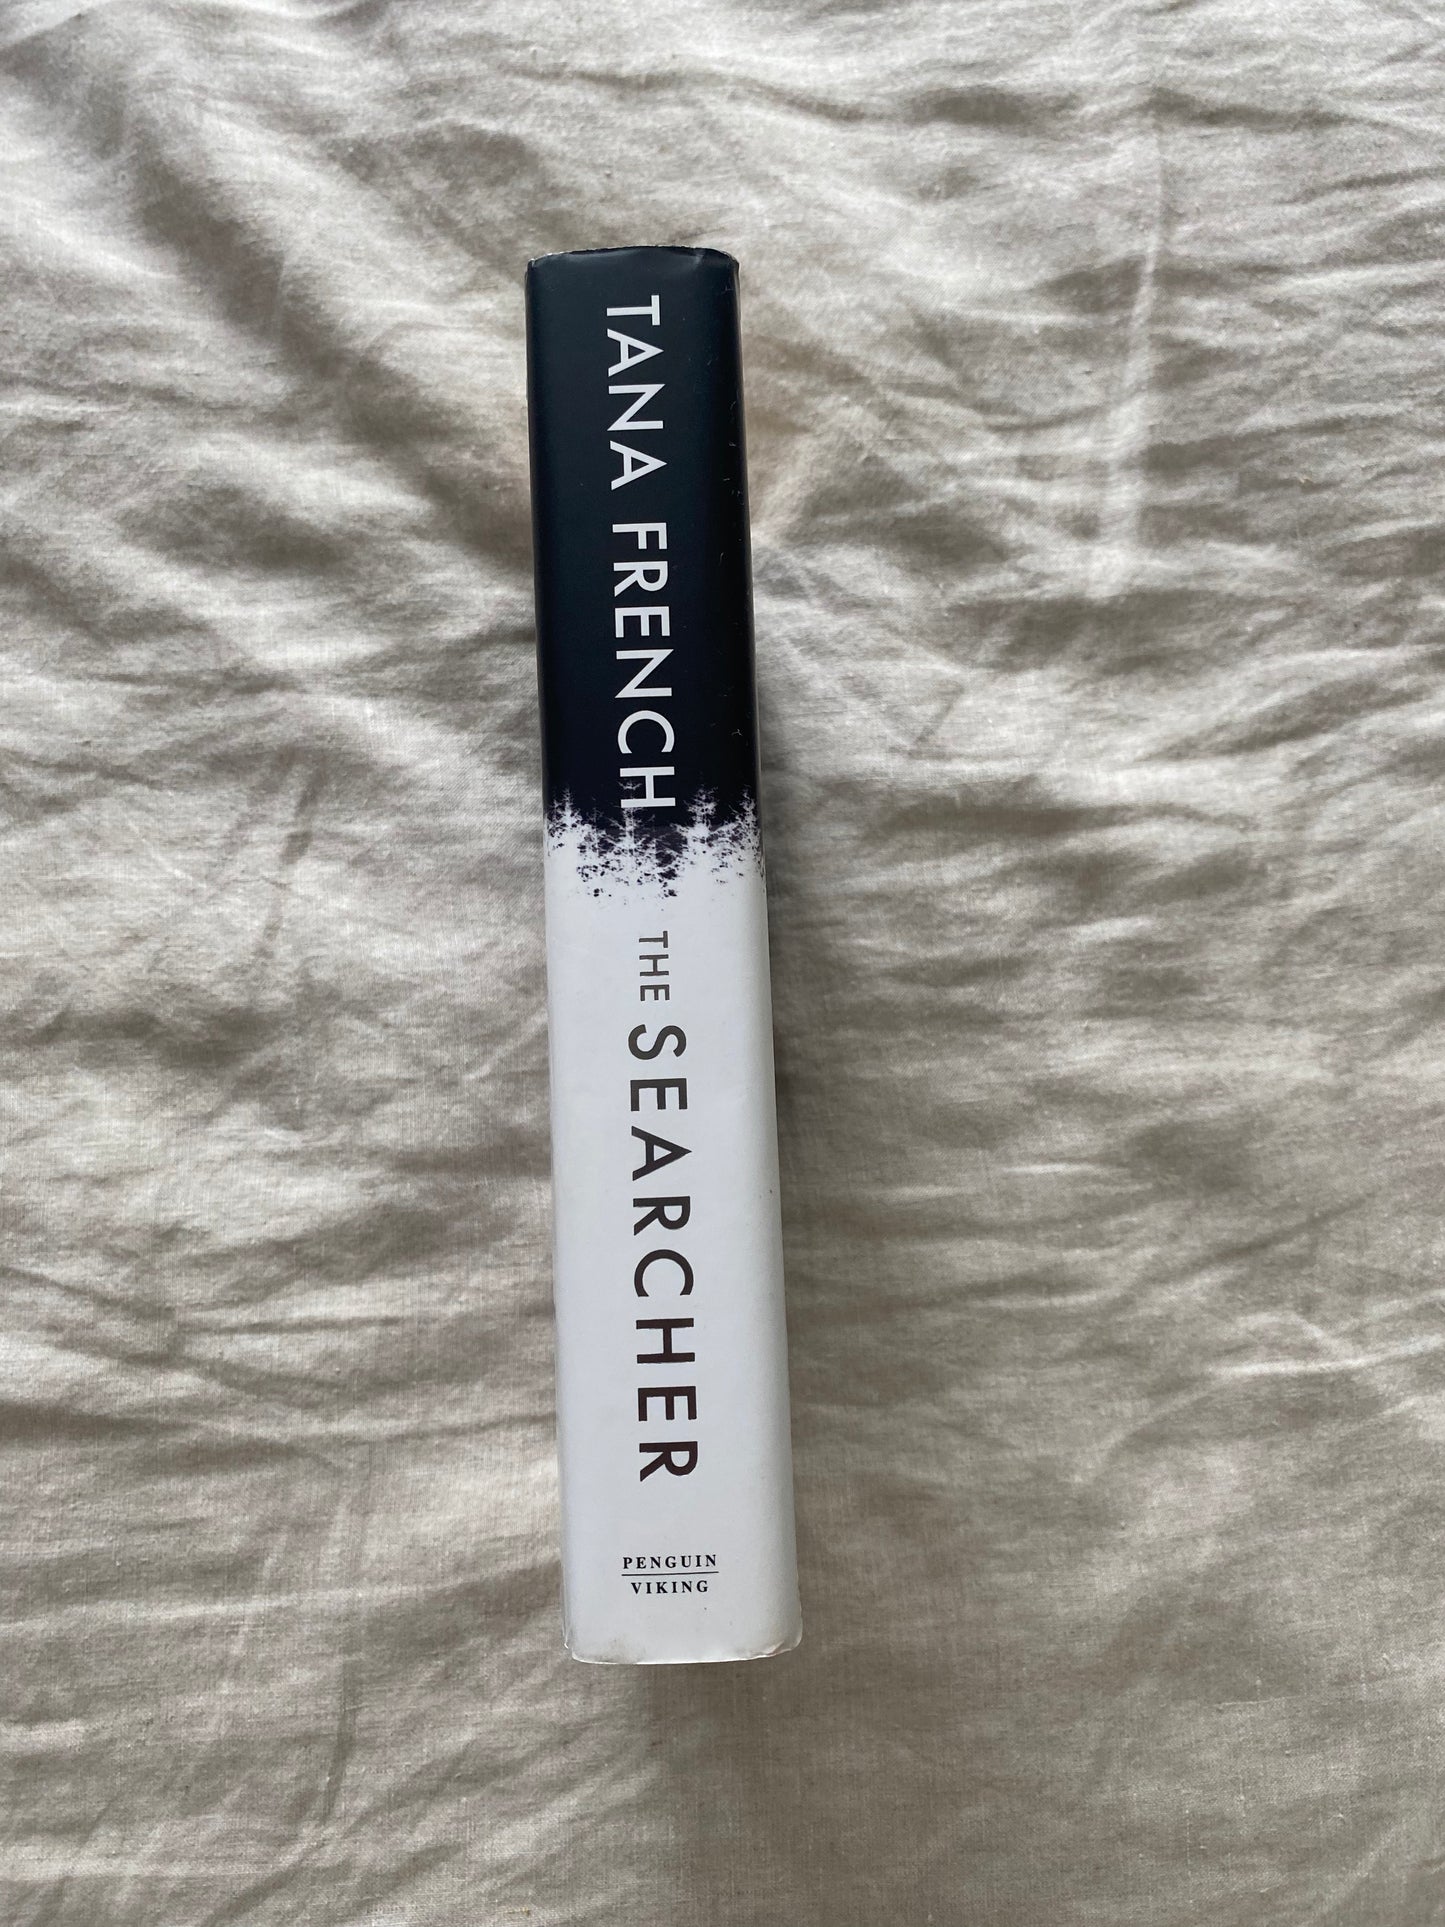 TANA FRENCH
THE SEARCHER
PENGUIN
VIKING